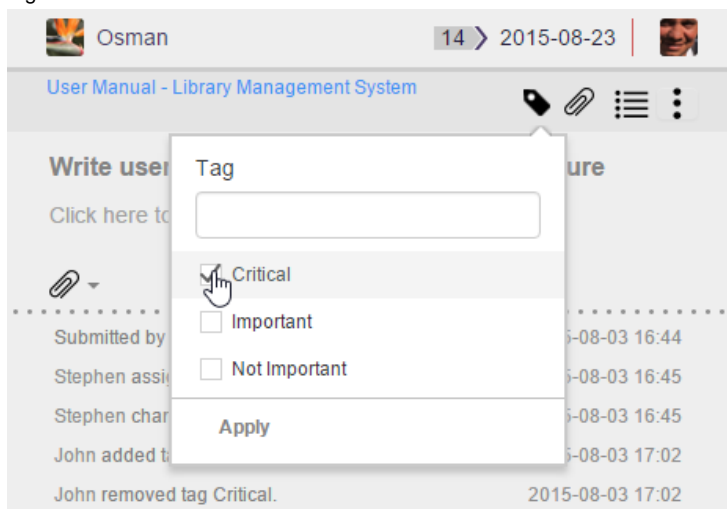 Osman 14 2015-08-23
User Manual - Library Management System
Write user ure
Tag
Click here to
Critical
Important
Submitted by 5-08-03 16:44
Not Important
Stephen assi 5-08-03 16:45
Stephen char 5-08-03 16:45
Apply
John added t 5-08-03 17:02
John removed tag Critical. 2015-08-03 17:02